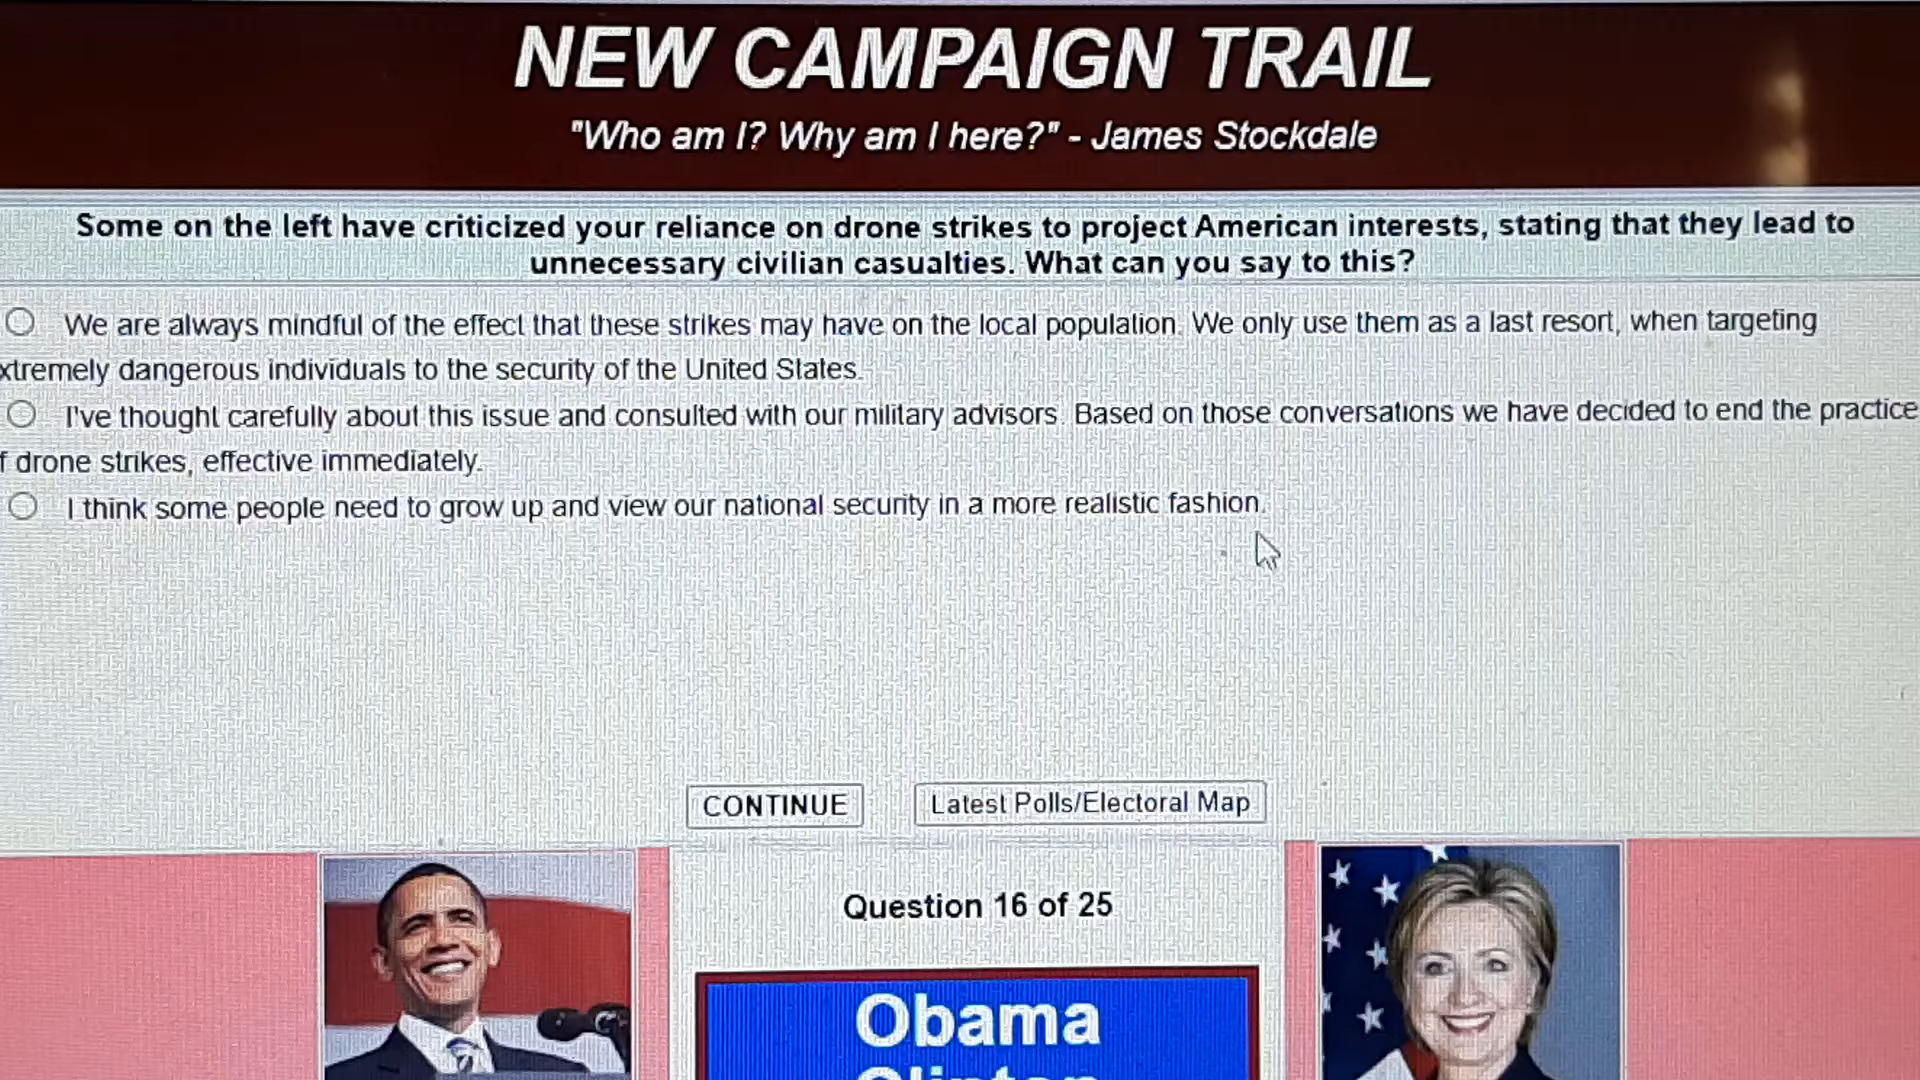 NEW CAMPAIGN TRAIL
"Who am I? Why am I here?" - James Stockdale
Some on the left have criticized your reliance on drone strikes to project American interests, stating that they lead to
unnecessary civilian casualties. What can you say to this?
We are always mindful of the effect that these strikes may have on the local population. We only use them as a last resort, when targeting
xtremely dangerous individuals to the security of the United States.
I've thought carefully about this issue and consulted with our military advisors. Based on those conversations we have decided to end the practice
f drone strikes, effective immediately.
I think some people need to grow up and view our national security in a more realistic fashion.
CONTINUE
Latest Polls/Electoral Map
Question 16 of 25
Obama
Clinton